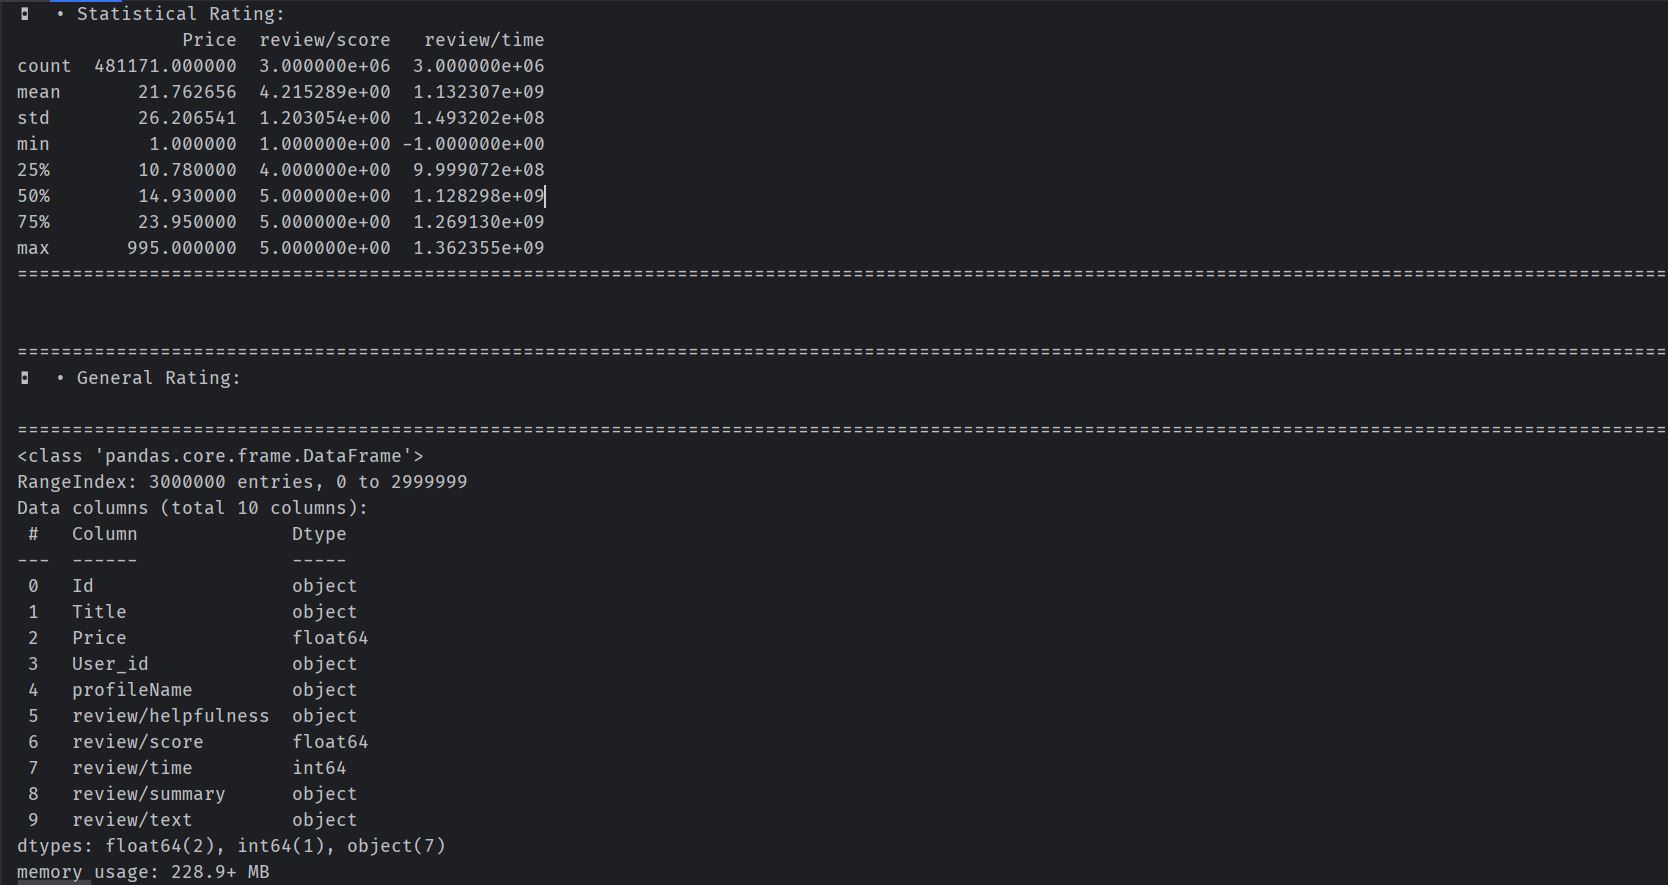 • Statistical Rating:
               Price  review/score   review/time
count  481171.000000  3.000000e+06  3.000000e+06
mean       21.762656  4.215289e+00  1.132307e+09
std        26.206541  1.203054e+00  1.493202e+08
min         1.000000  1.000000e+00 -1.000000e+00
25%        10.780000  4.000000e+00  9.999072e+08
50%        14.930000  5.000000e+00  1.128298e+09
75%        23.950000  5.000000e+00  1.269130e+09
max       995.000000  5.000000e+00  1.362355e+09
======================================================================================================================================================
======================================================================================================================================================
• General Rating:
======================================================================================================================================================
<class 'pandas.core.frame.DataFrame'>
RangeIndex: 3000000 entries, 0 to 2999999
Data columns (total 10 columns):
 #   Column              Dtype
---  ------              -----
 0   Id                  object
 1   Title               object
 2   Price               float64
 3   User_id             object
 4   profileName         object
 5   review/helpfulness  object
 6   review/score        float64
 7   review/time         int64
 8   review/summary      object
 9   review/text         object
dtypes: float64(2), int64(1), object(7)
memory usage: 228.9+ MB